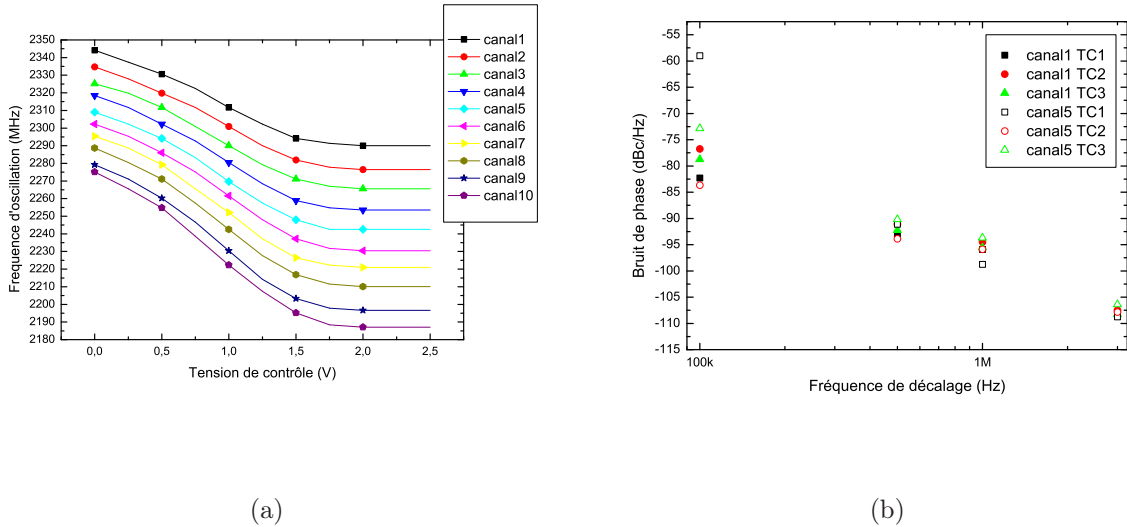 2350
2340
2330
2320
2310
2300
2290
2280
2270
2260
2250
2240
2230
2220
2210
2200
2190
2180
Frequence d'oscillation (MHz)
0,0 0,5 1,0 1,5 2,0 2,5
Tension de contrôle (V)
canal1
canal2
canal3
canal4
canal5
canal6
canal7
canal8
canal9
canal10
(a)
-55
-60
-65
-70
-75
-80
-85
-90
-95
-100
-105
-110
-115
Bruit de phase (dBc/Hz)
100k 1M
Fréquence de décalage (Hz)
canal1 TC1
canal1 TC2
canal1 TC3
canal5 TC1
canal5 TC2
canal5 TC3
(b)